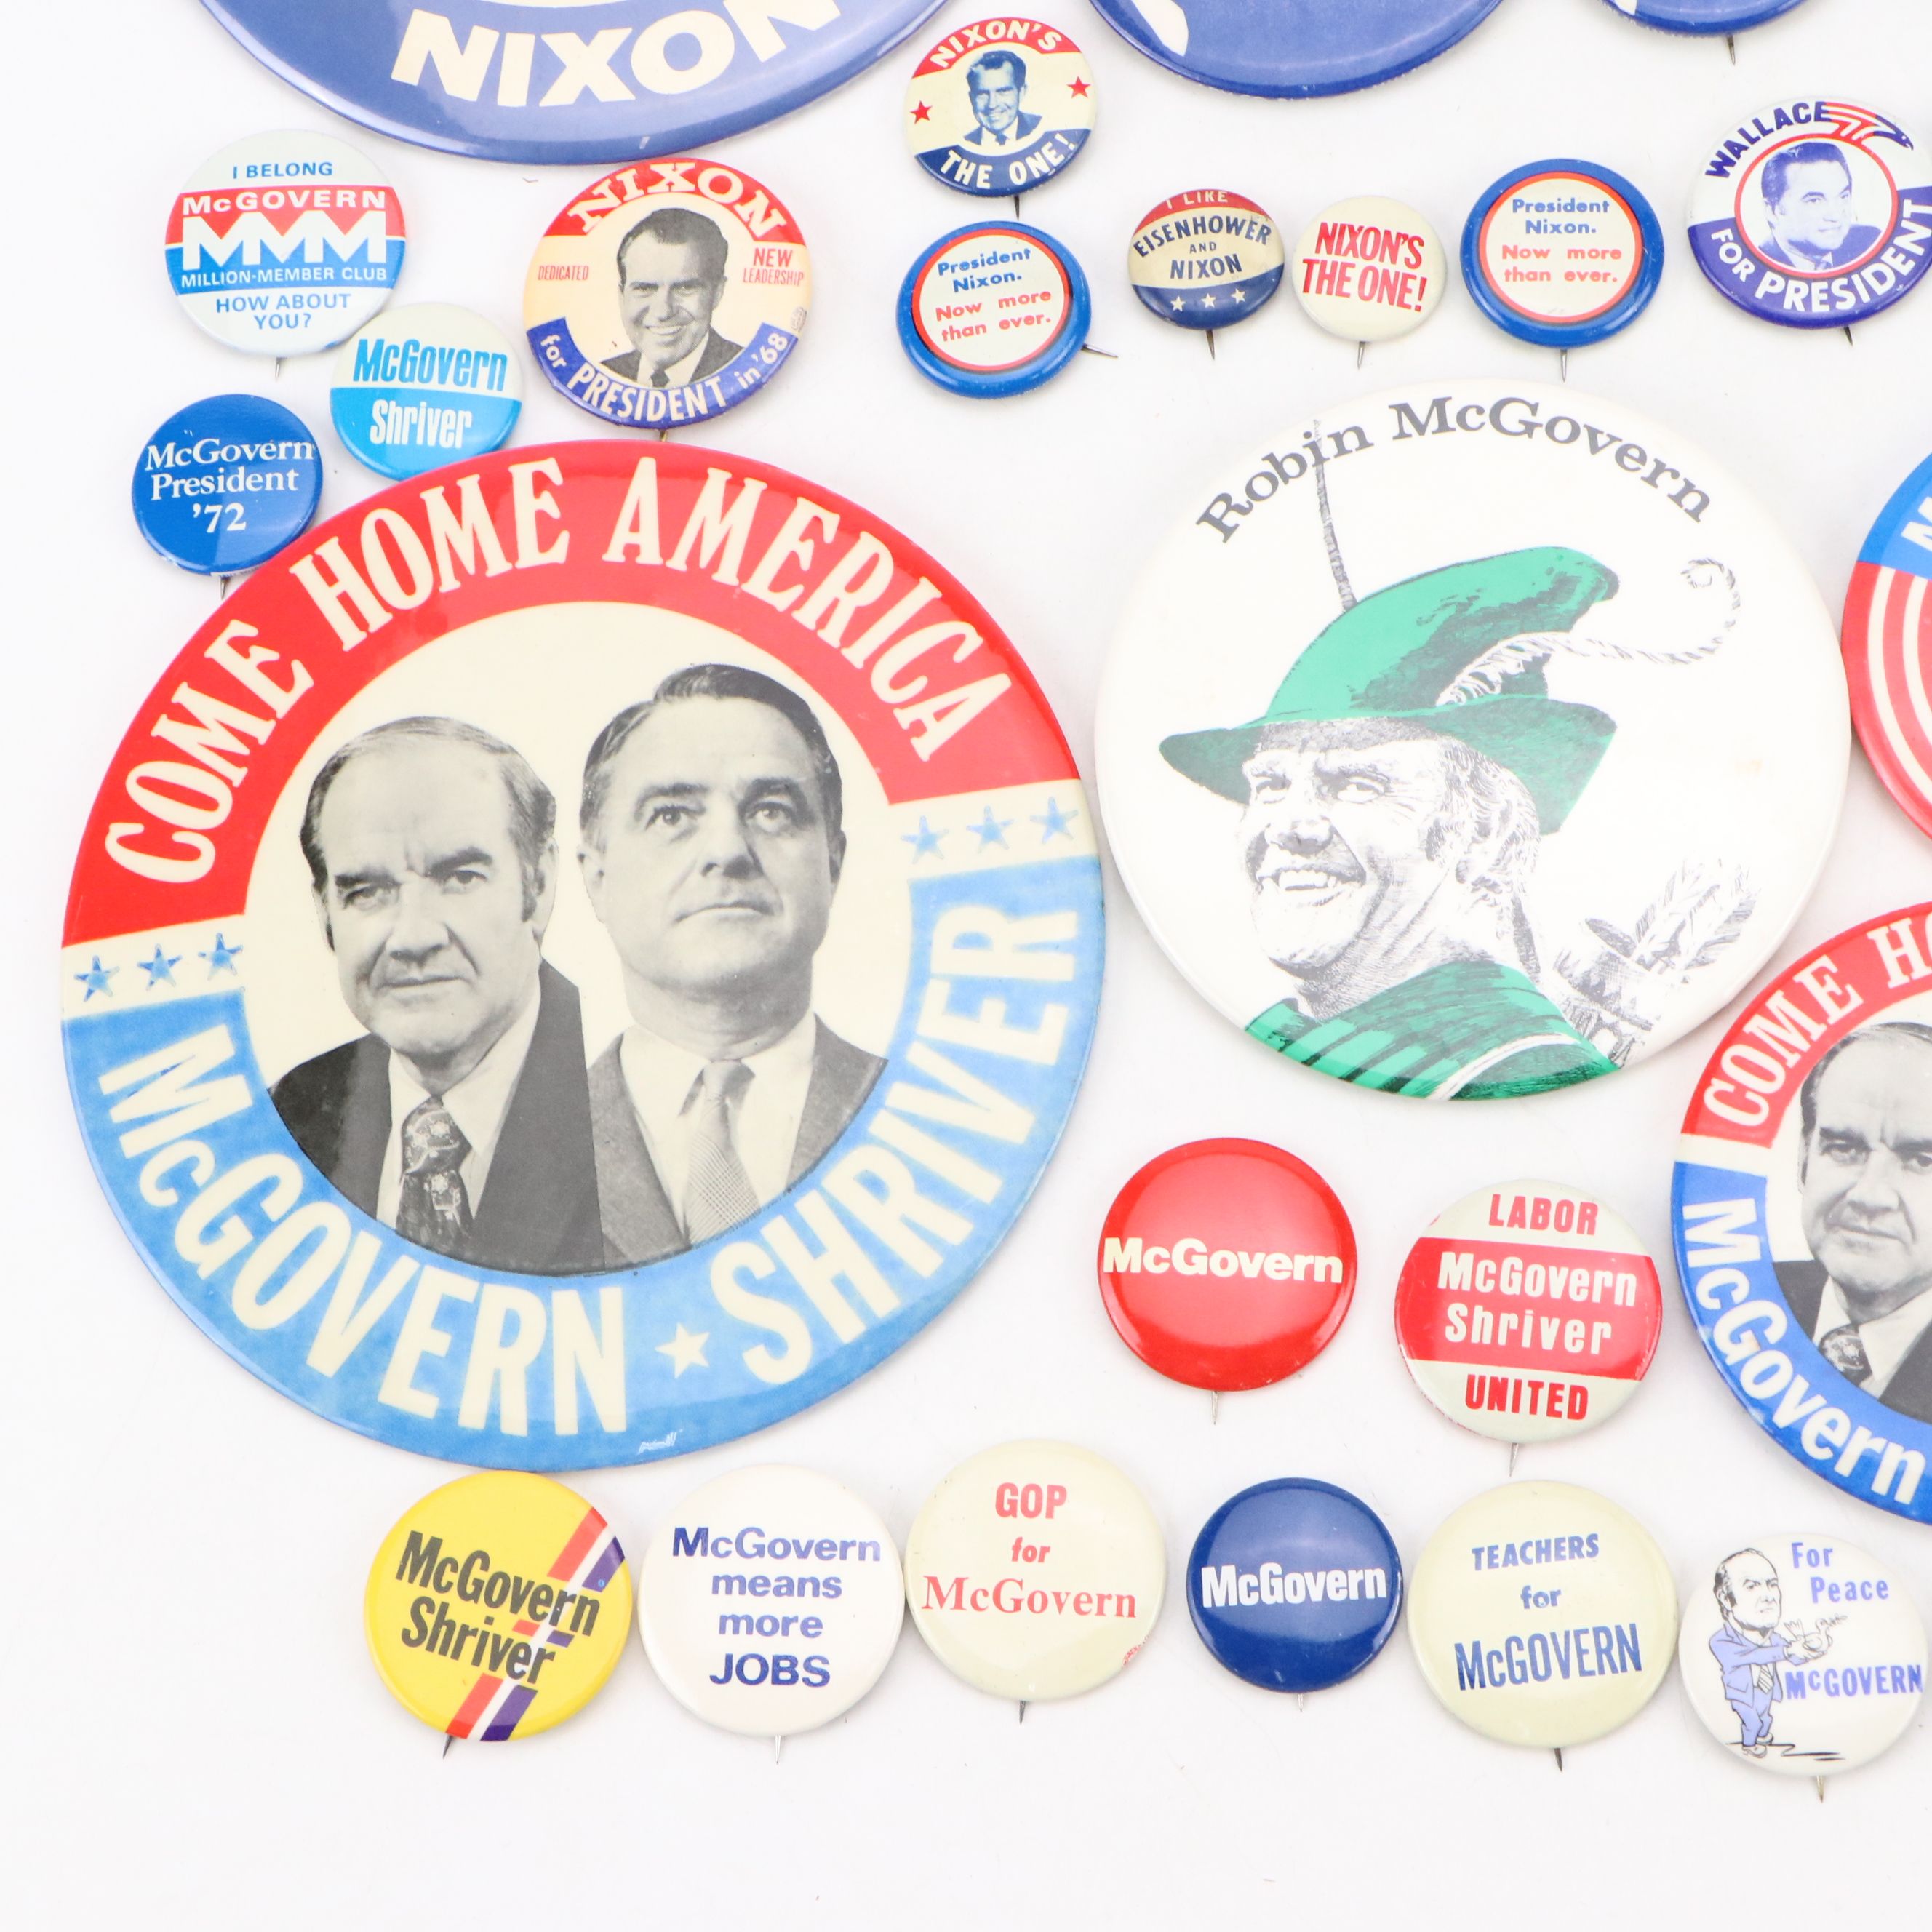 NIXON
NIXON'S
THE ONE!
I BELONG
McGOVERN
MMM
MILLION-MEMBER CLUB
HOW ABOUT
YOU?
NIXON
DEDICATED
NEW
LEADERSHIP
for PRESIDENT in '68
President
Nixon.
Now more
than ever.
I LIKE
EISENHOWER
AND
NIXON
NIXON'S
THE ONE!
President
Nixon.
Now more
than ever.
WALLACE
FOR PRESIDENT
McGovern
Shriver
McGovern
President
'72
COME HOME AMERICA
McGOVERN SHRIVER
Robin McGovern
COME HO
McGovern
McGovern
LABOR
McGovern
Shriver
UNITED
McGovern
Shriver
McGovern
means
more
JOBS
GOP
for
McGovern
McGovern
TEACHERS
for
McGOVERN
For
Peace
McGOVERN